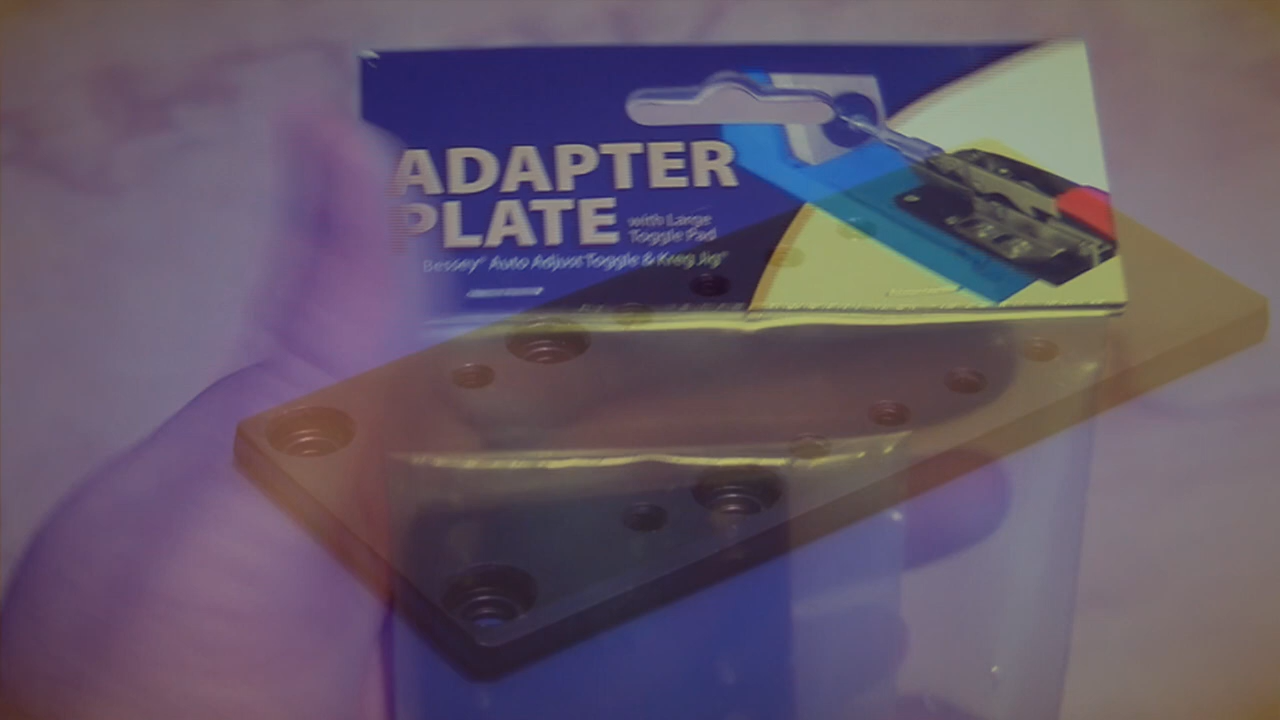 ADAPTER
PLATE
with Large
Toggle Pad
Bessey® Auto Adjust Toggle & Kreg Jig®